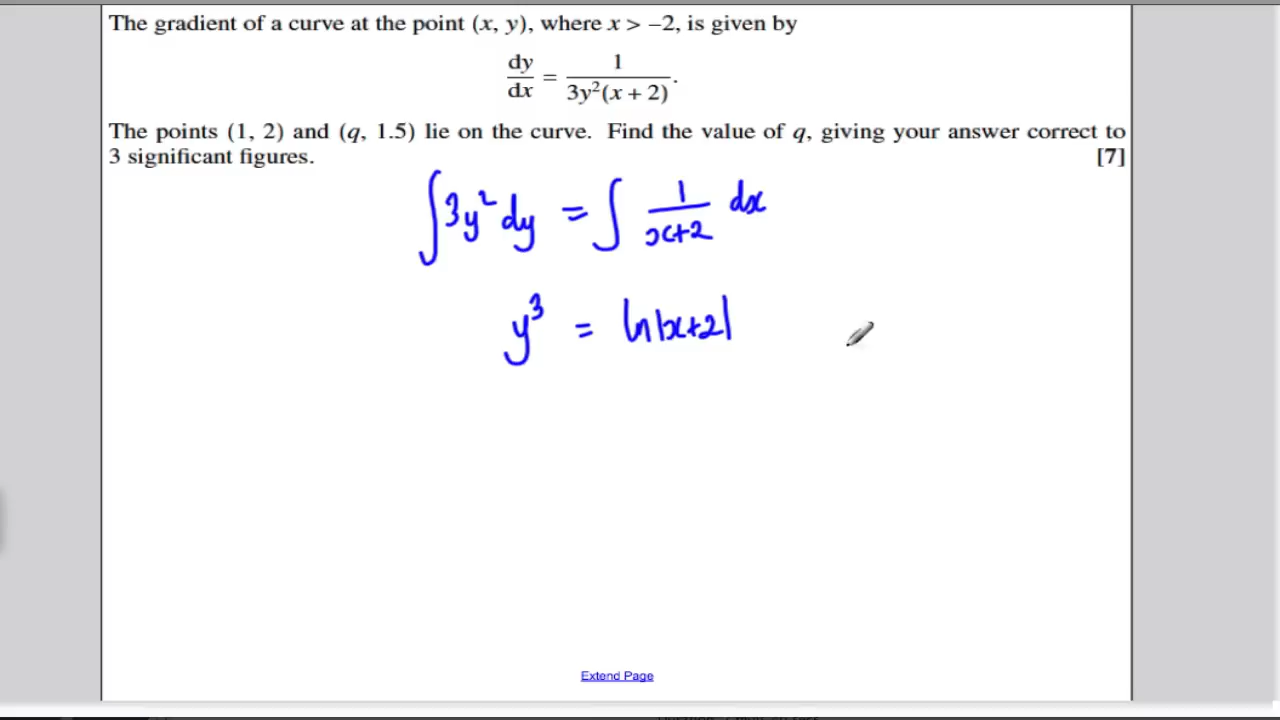 The gradient of a curve at the point (x, y), where x > −2, is given by
dy/dx = 1/(3y²(x + 2)).
The points (1, 2) and (q, 1.5) lie on the curve. Find the value of q, giving your answer correct to
3 significant figures. [7]
∫3y² dy = ∫ 1/(x+2) dx
y³ = ln|x+2|
Extend Page